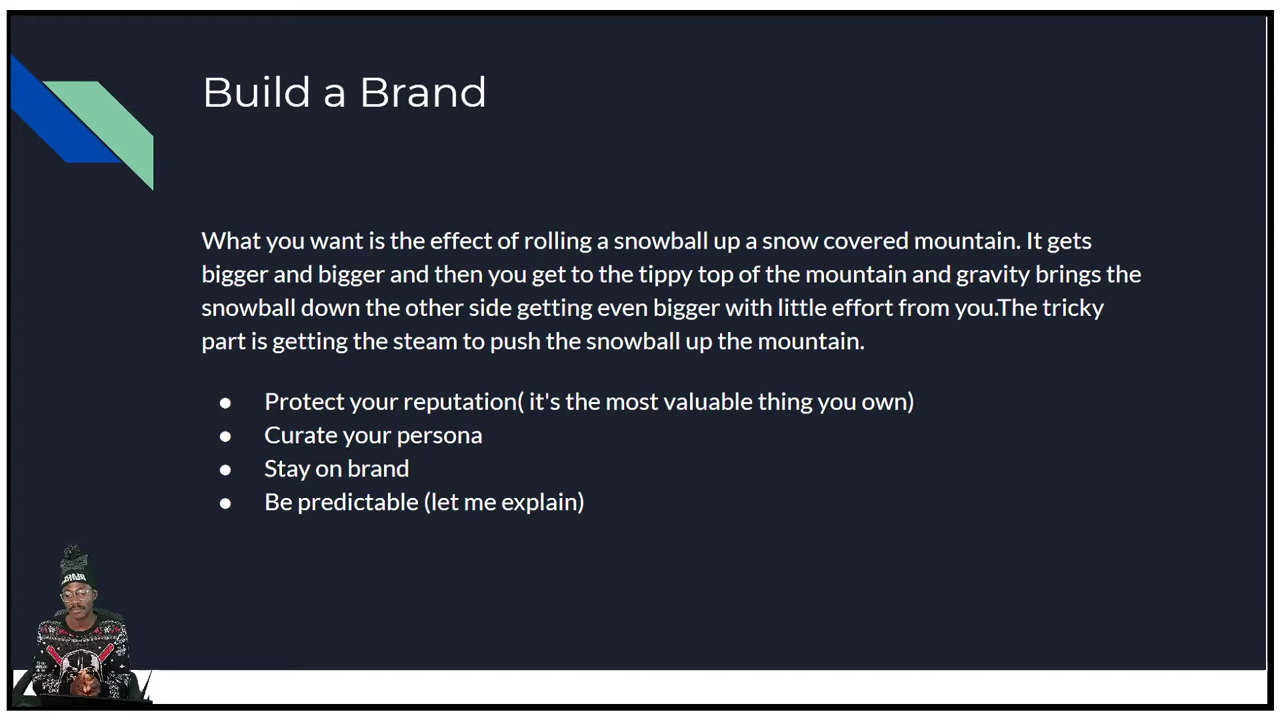 Build a Brand
What you want is the effect of rolling a snowball up a snow covered mountain. It gets
bigger and bigger and then you get to the tippy top of the mountain and gravity brings the
snowball down the other side getting even bigger with little effort from you.The tricky
part is getting the steam to push the snowball up the mountain.
● Protect your reputation( it's the most valuable thing you own)
● Curate your persona
● Stay on brand
● Be predictable (let me explain)